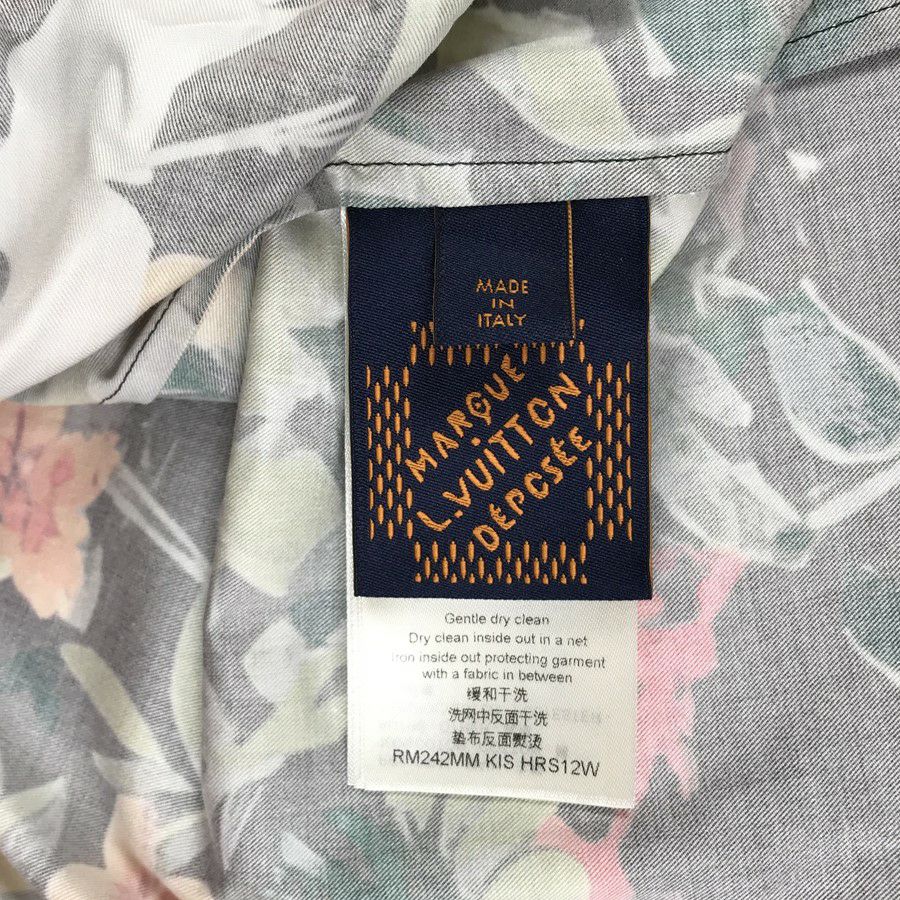 MADE
IN
ITALY
MARQUE
L.VUITTON
DÉPOSÉE
Gentle dry clean
Dry clean inside out in a net
Iron inside out protecting garment
with a fabric in between
缓和干洗
洗网中反面干洗
垫布反面熨烫
RM242MM KIS HRS12W